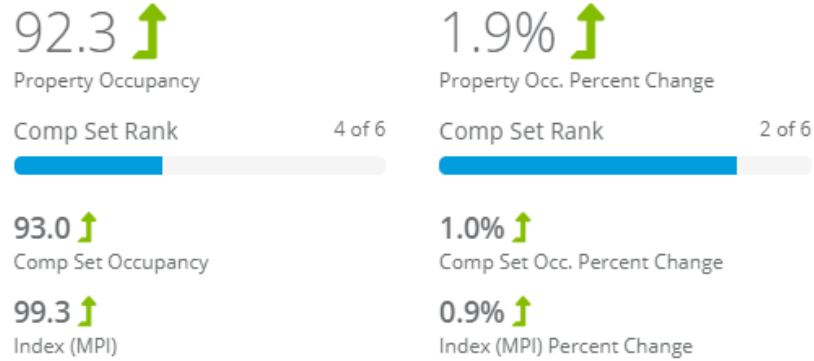 92.3
Property Occupancy
Comp Set Rank 4 of 6
93.0
Comp Set Occupancy
99.3
Index (MPI)
1.9%
Property Occ. Percent Change
Comp Set Rank 2 of 6
1.0%
Comp Set Occ. Percent Change
0.9%
Index (MPI) Percent Change